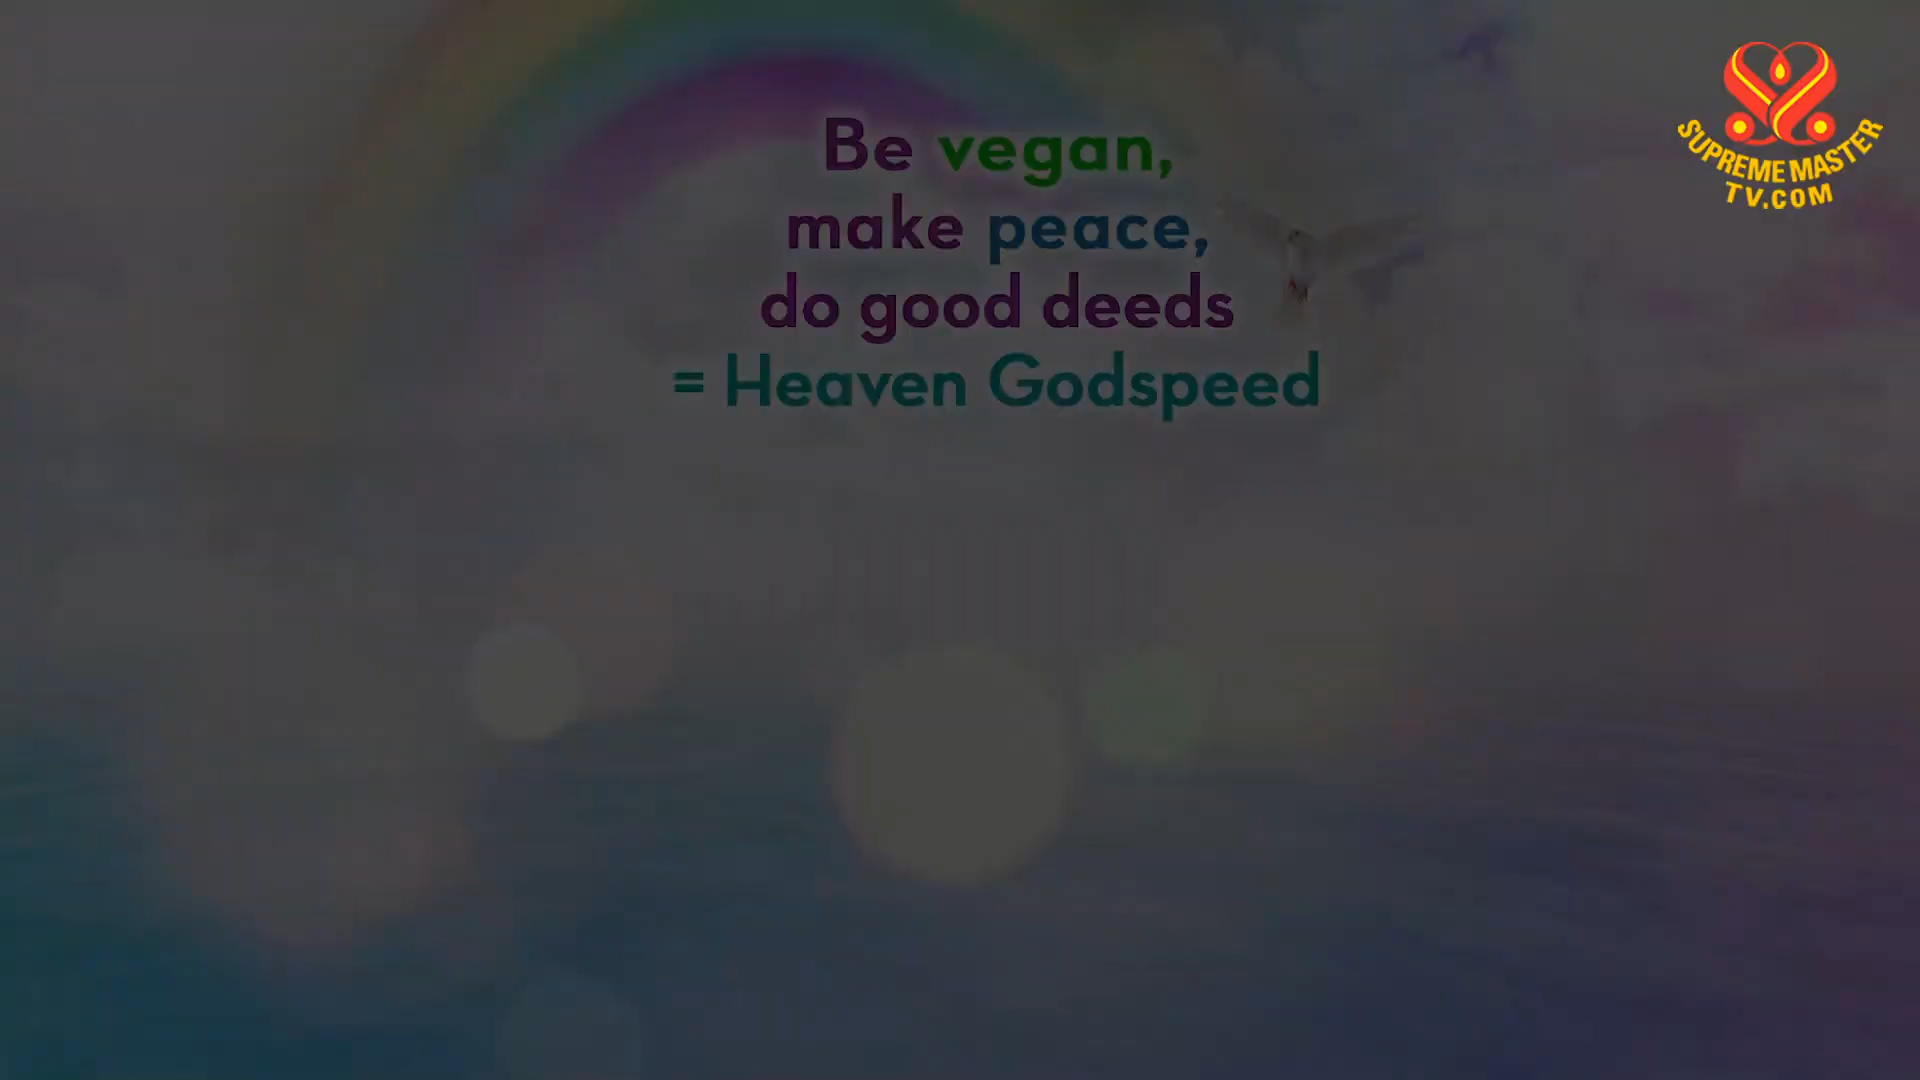 Be vegan,
make peace,
do good deeds
= Heaven Godspeed
SUPREME MASTER
TV.COM